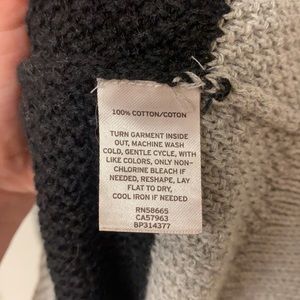 100% COTTON/COTON
TURN GARMENT INSIDE
OUT, MACHINE WASH
COLD, GENTLE CYCLE, WITH
LIKE COLORS, ONLY NON-
CHLORINE BLEACH IF
NEEDED, RESHAPE, LAY
FLAT TO DRY,
COOL IRON IF NEEDED
RN58665
CA57963
BP314377